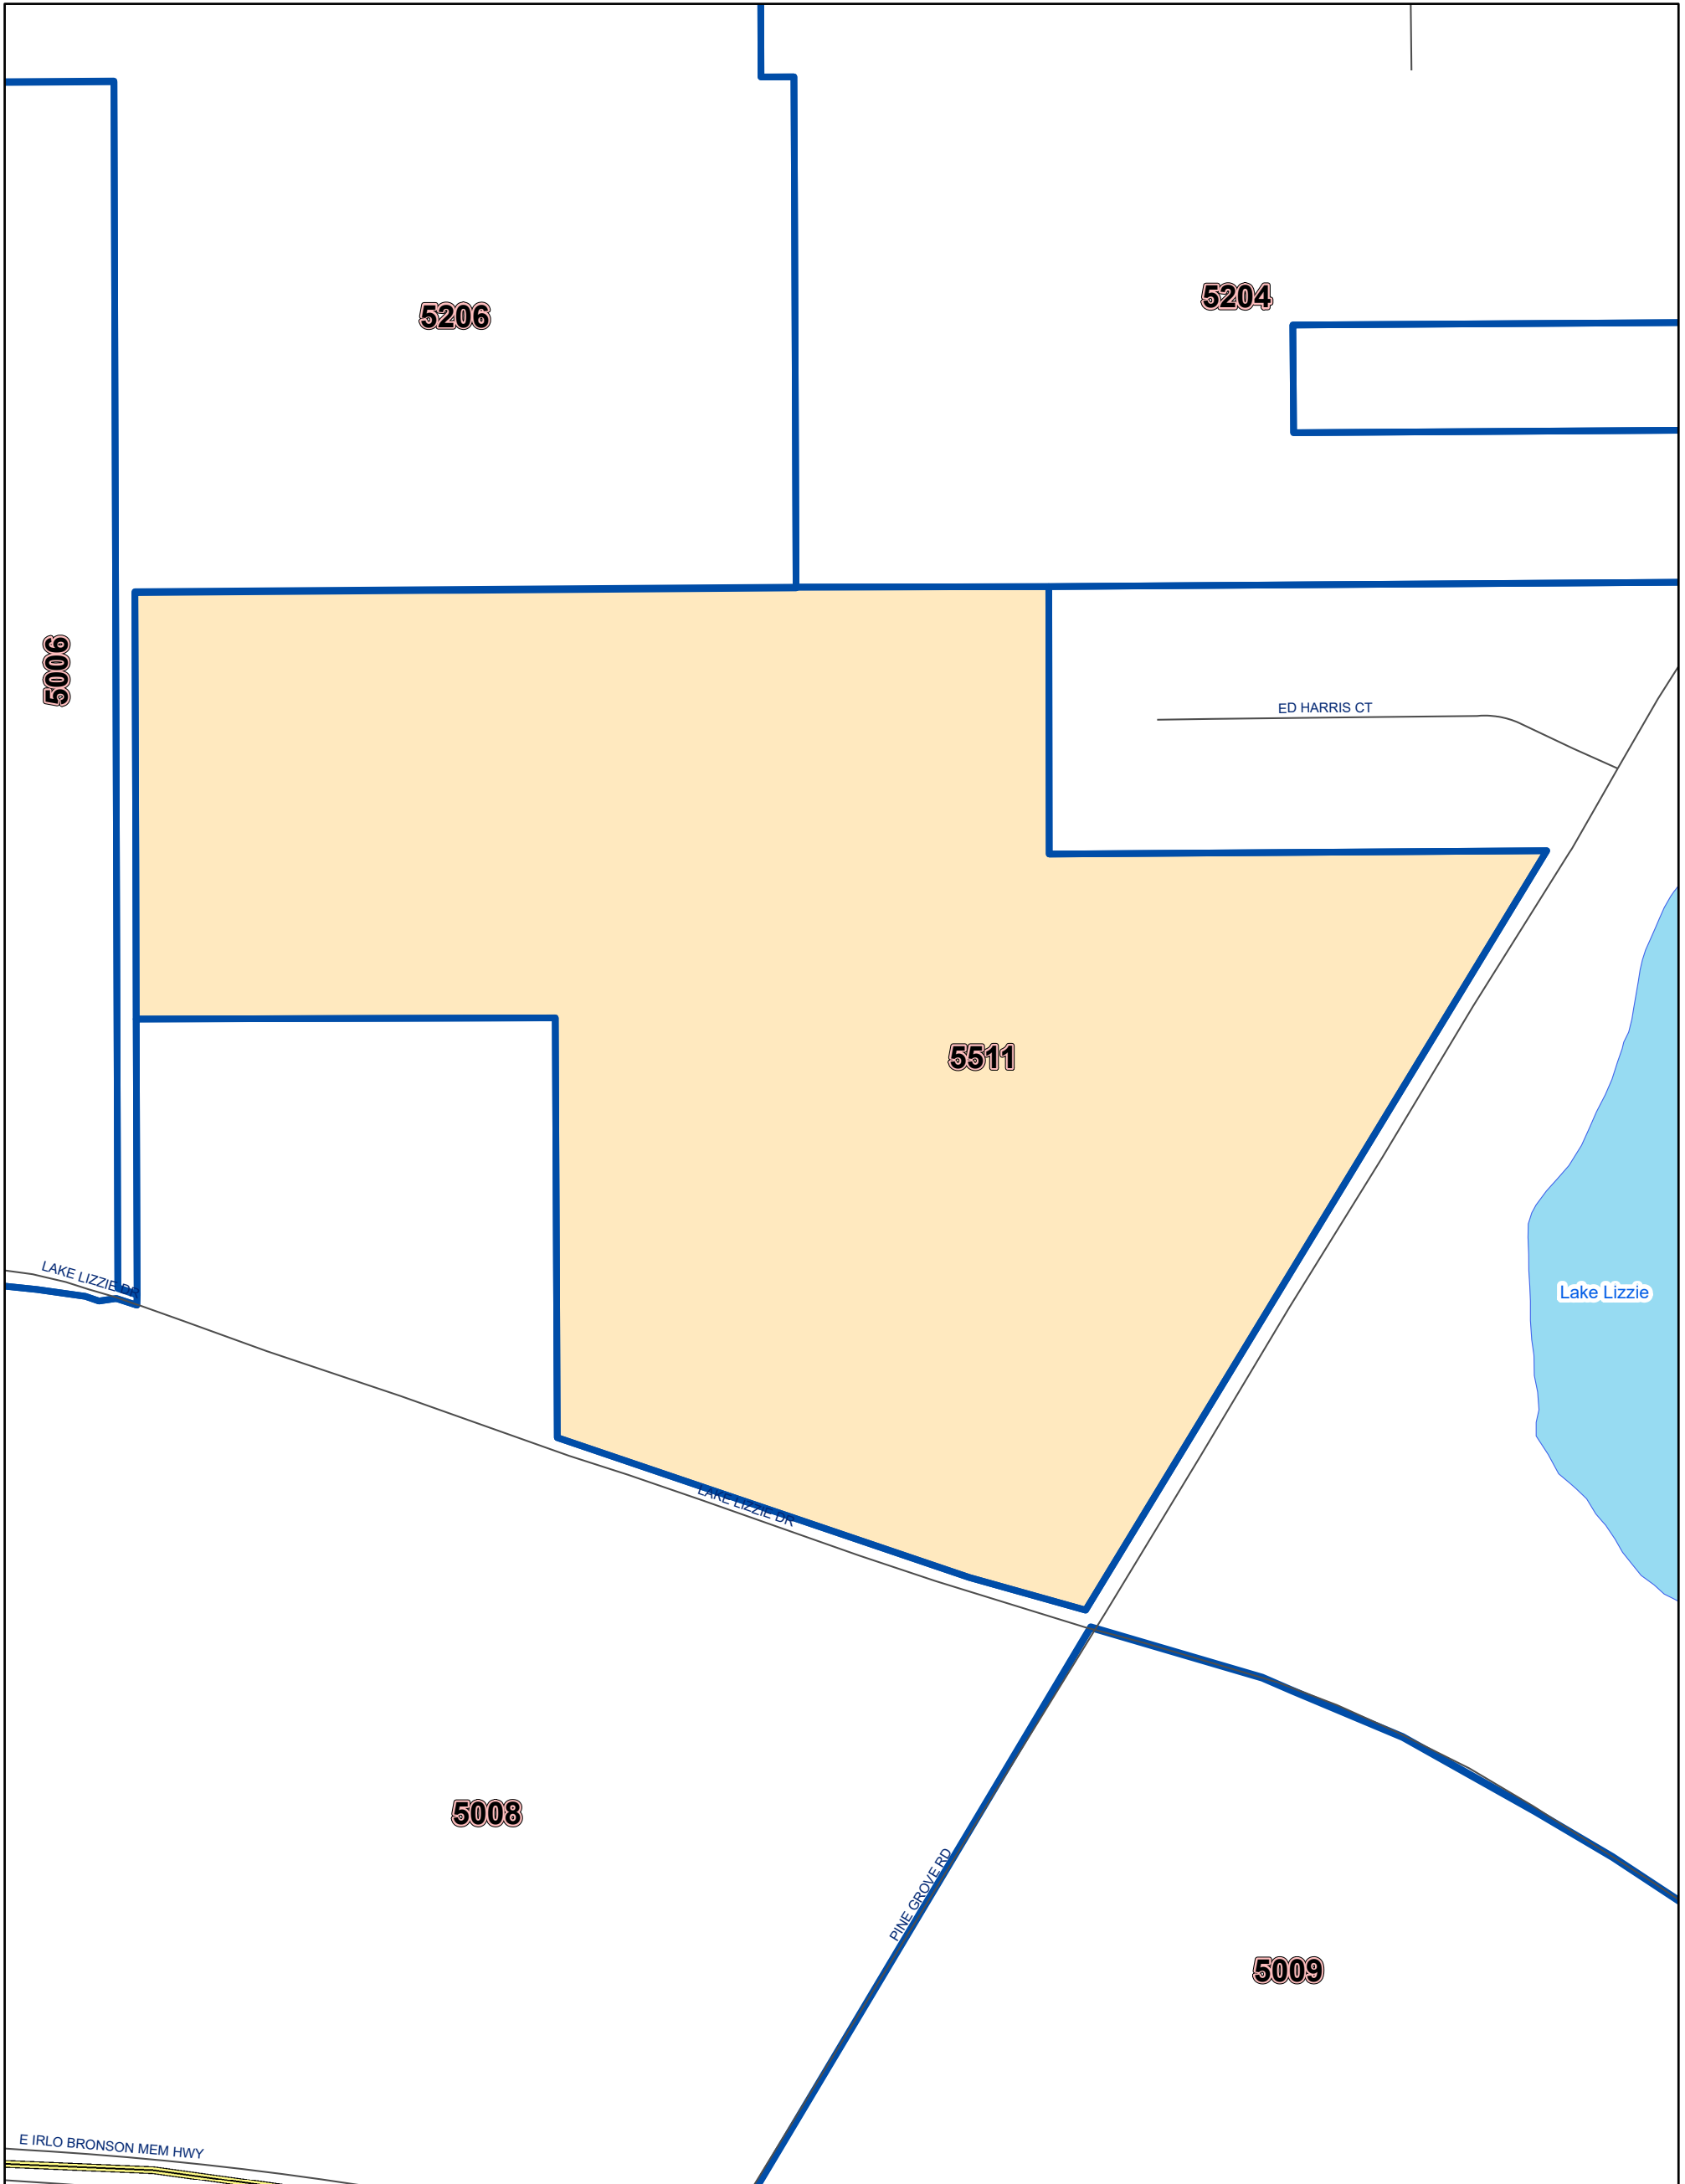 5204
5206
5006
ED HARRIS CT
5511
LAKE LIZZIE DR
Lake Lizzie
LAKE LIZZIE DR
5008
PINE GROVE RD
5009
E IRLO BRONSON MEM HWY